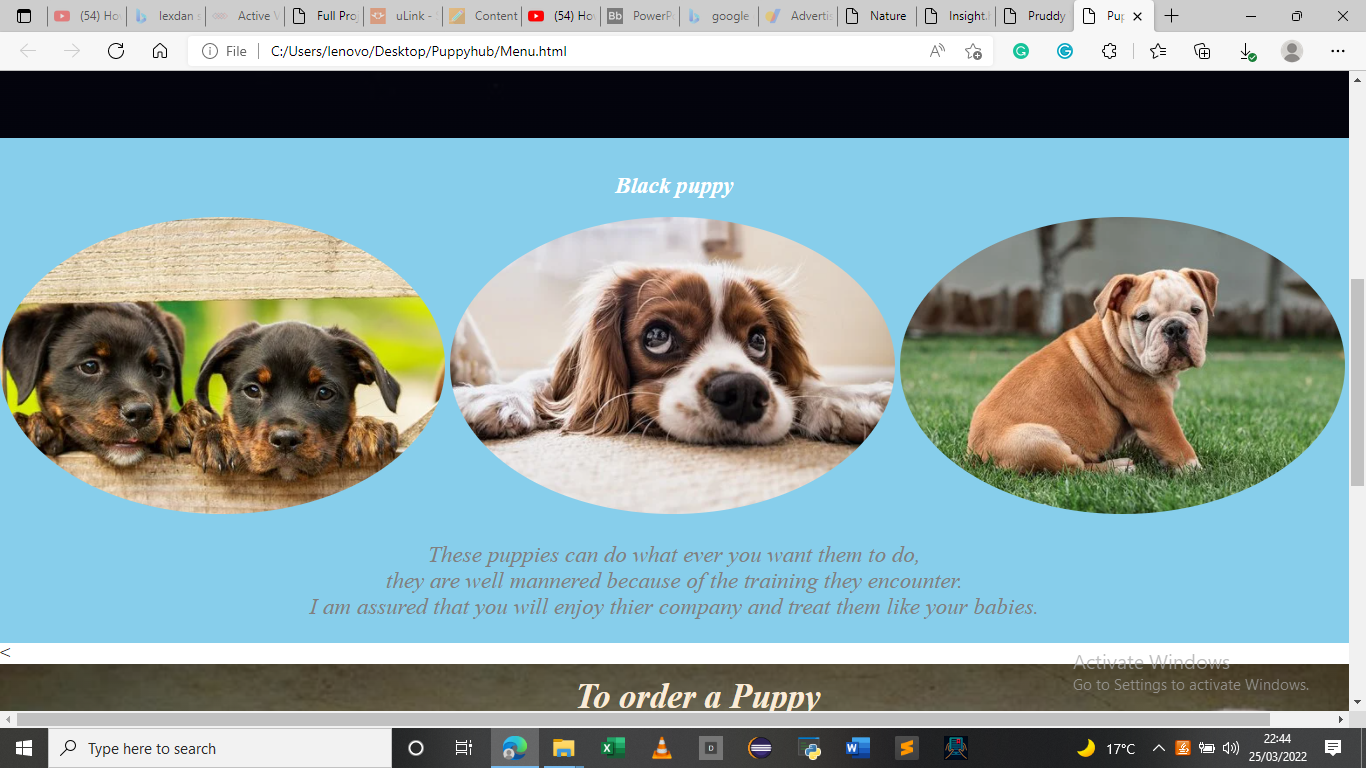 (54) Ho
lexdan s
Active V
Full Proj
uLink -
Content
(54) Ho
PowerPo
google
Advertis
Nature
Insight.h
Pruddy
Pup
File
C:/Users/lenovo/Desktop/Puppyhub/Menu.html
Black puppy
These puppies can do what ever you want them to do,
they are well mannered because of the training they encounter.
I am assured that you will enjoy thier company and treat them like your babies.
<
Activate Windows
Go to Settings to activate Windows.
To order a Puppy
Type here to search
17°C
22:44
25/03/2022